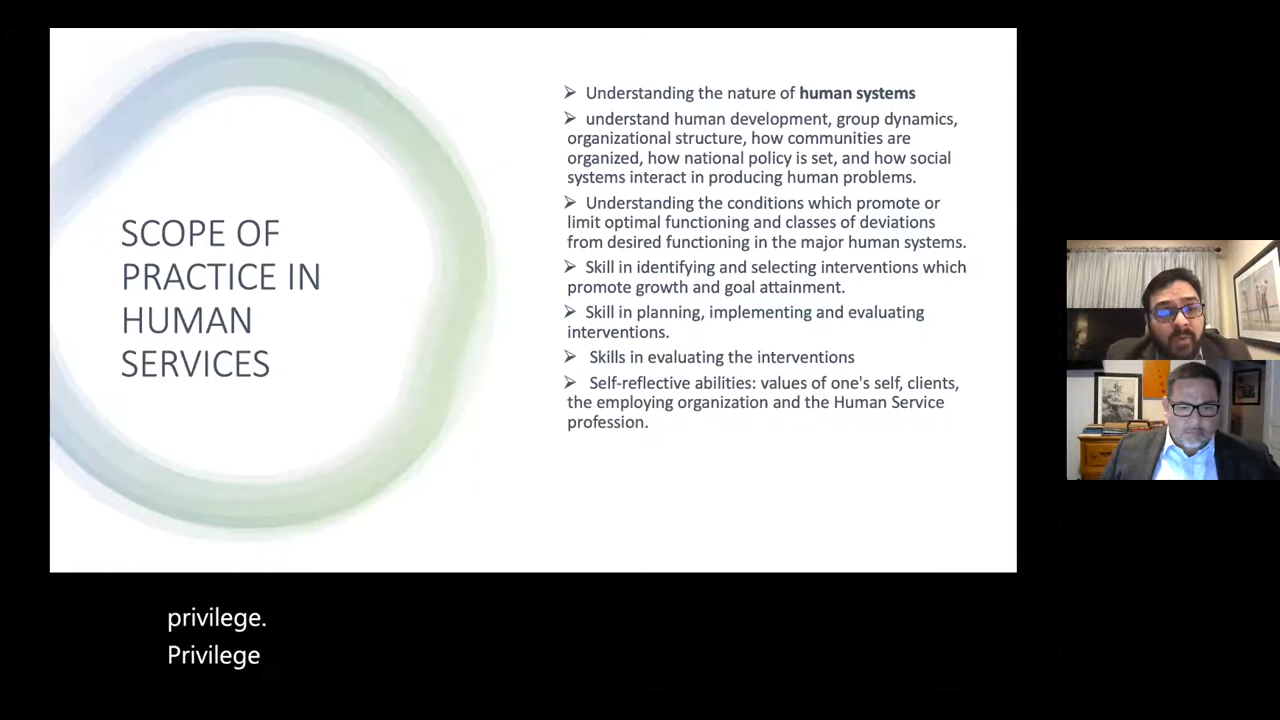 SCOPE OF
PRACTICE IN
HUMAN
SERVICES
➢ Understanding the nature of human systems
➢ understand human development, group dynamics,
organizational structure, how communities are
organized, how national policy is set, and how social
systems interact in producing human problems.
➢ Understanding the conditions which promote or
limit optimal functioning and classes of deviations
from desired functioning in the major human systems.
➢ Skill in identifying and selecting interventions which
promote growth and goal attainment.
➢ Skill in planning, implementing and evaluating
interventions.
➢ Skills in evaluating the interventions
➢ Self-reflective abilities: values of one's self, clients,
the employing organization and the Human Service
profession.
privilege.
Privilege